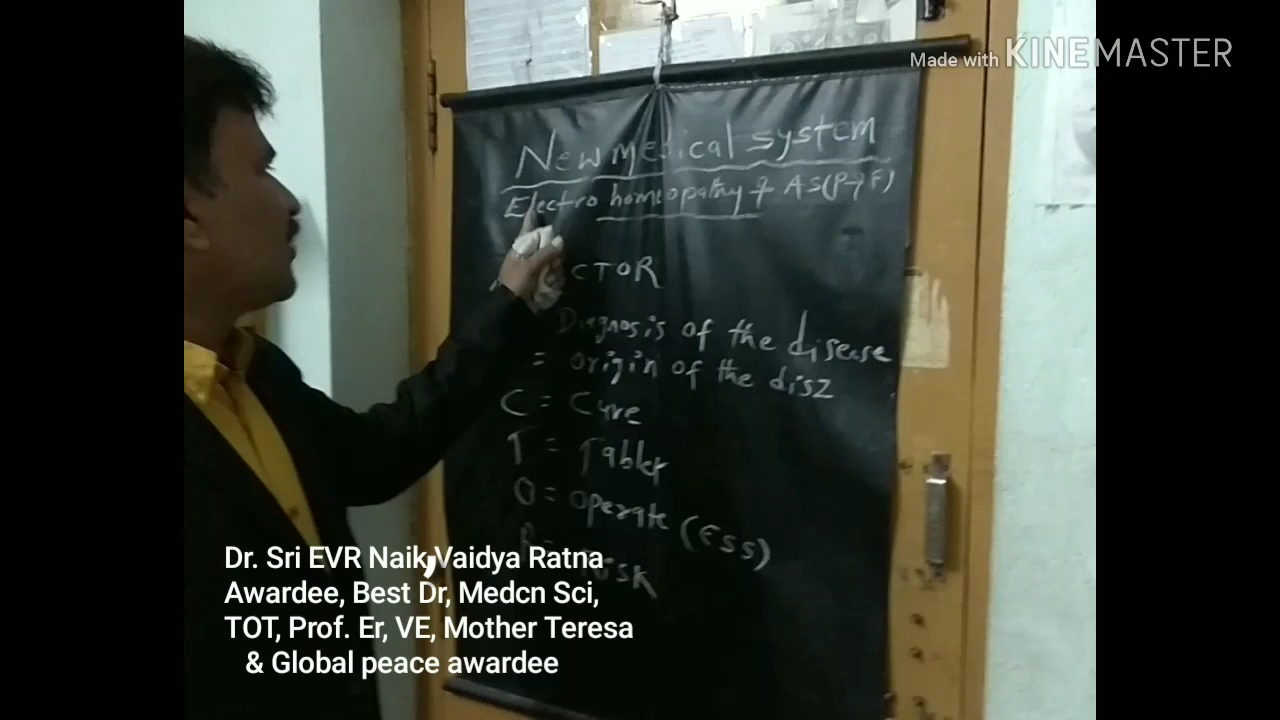 Made with KINEMASTER
New medical system
Electro homeopathy & AS(P F)
CTOR
Diagnosis of the disease
= origin of the disz
C = Cure
T = Tablet
O = operate (ESS)
Risk
Dr. Sri EVR Naik,Vaidya Ratna
Awardee, Best Dr, Medcn Sci,
TOT, Prof. Er, VE, Mother Teresa
& Global peace awardee